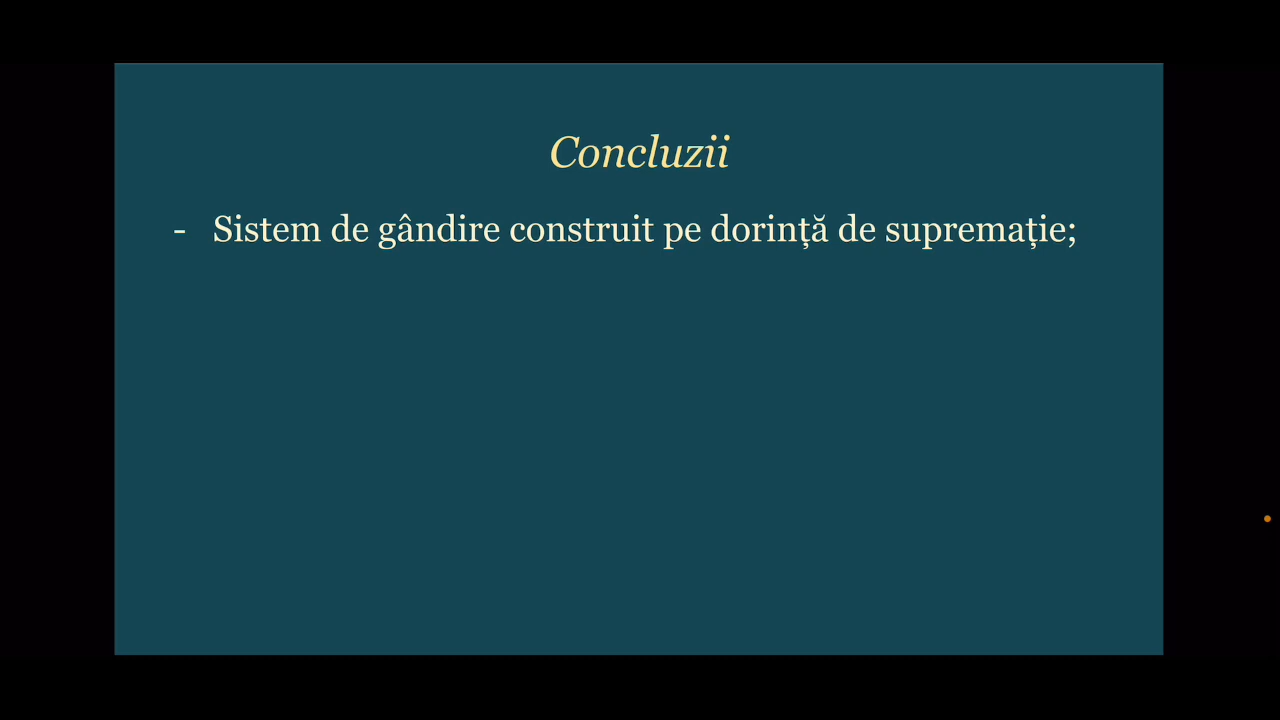 Concluzii
- Sistem de gândire construit pe dorință de supremație;